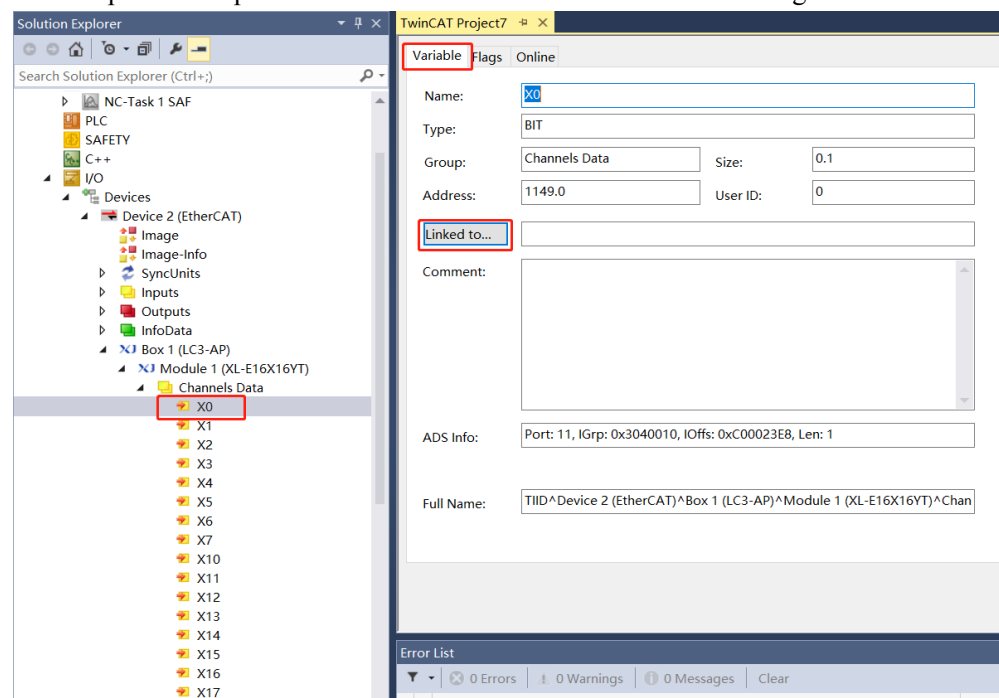 Solution Explorer
Search Solution Explorer (Ctrl+;)
NC-Task 1 SAF
PLC
SAFETY
C++
I/O
Devices
Device 2 (EtherCAT)
Image
Image-Info
SyncUnits
Inputs
Outputs
InfoData
Box 1 (LC3-AP)
Module 1 (XL-E16X16YT)
Channels Data
X0
X1
X2
X3
X4
X5
X6
X7
X10
X11
X12
X13
X14
X15
X16
X17
TwinCAT Project7
Variable Flags Online
Name: X0
Type: BIT
Group: Channels Data Size: 0.1
Address: 1149.0 User ID: 0
Linked to...
Comment:
ADS Info: Port: 11, IGrp: 0x3040010, IOffs: 0xC00023E8, Len: 1
Full Name: TIID^Device 2 (EtherCAT)^Box 1 (LC3-AP)^Module 1 (XL-E16X16YT)^Chan
Error List
0 Errors 0 Warnings 0 Messages Clear